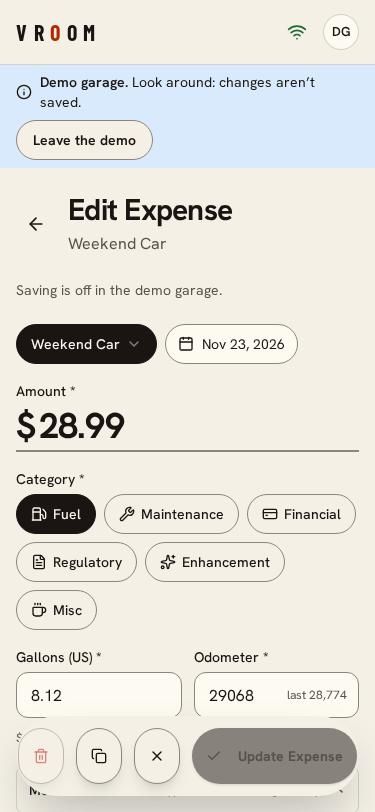 VROOM
DG
Demo garage. Look around: changes aren't
saved.
Leave the demo
Edit Expense
Weekend Car
Saving is off in the demo garage.
Weekend Car
Nov 23, 2026
Amount *
$28.99
Category *
Fuel
Maintenance
Financial
Regulatory
Enhancement
Misc
Gallons (US) *
Odometer *
8.12
29068
last 28,774
Update Expense